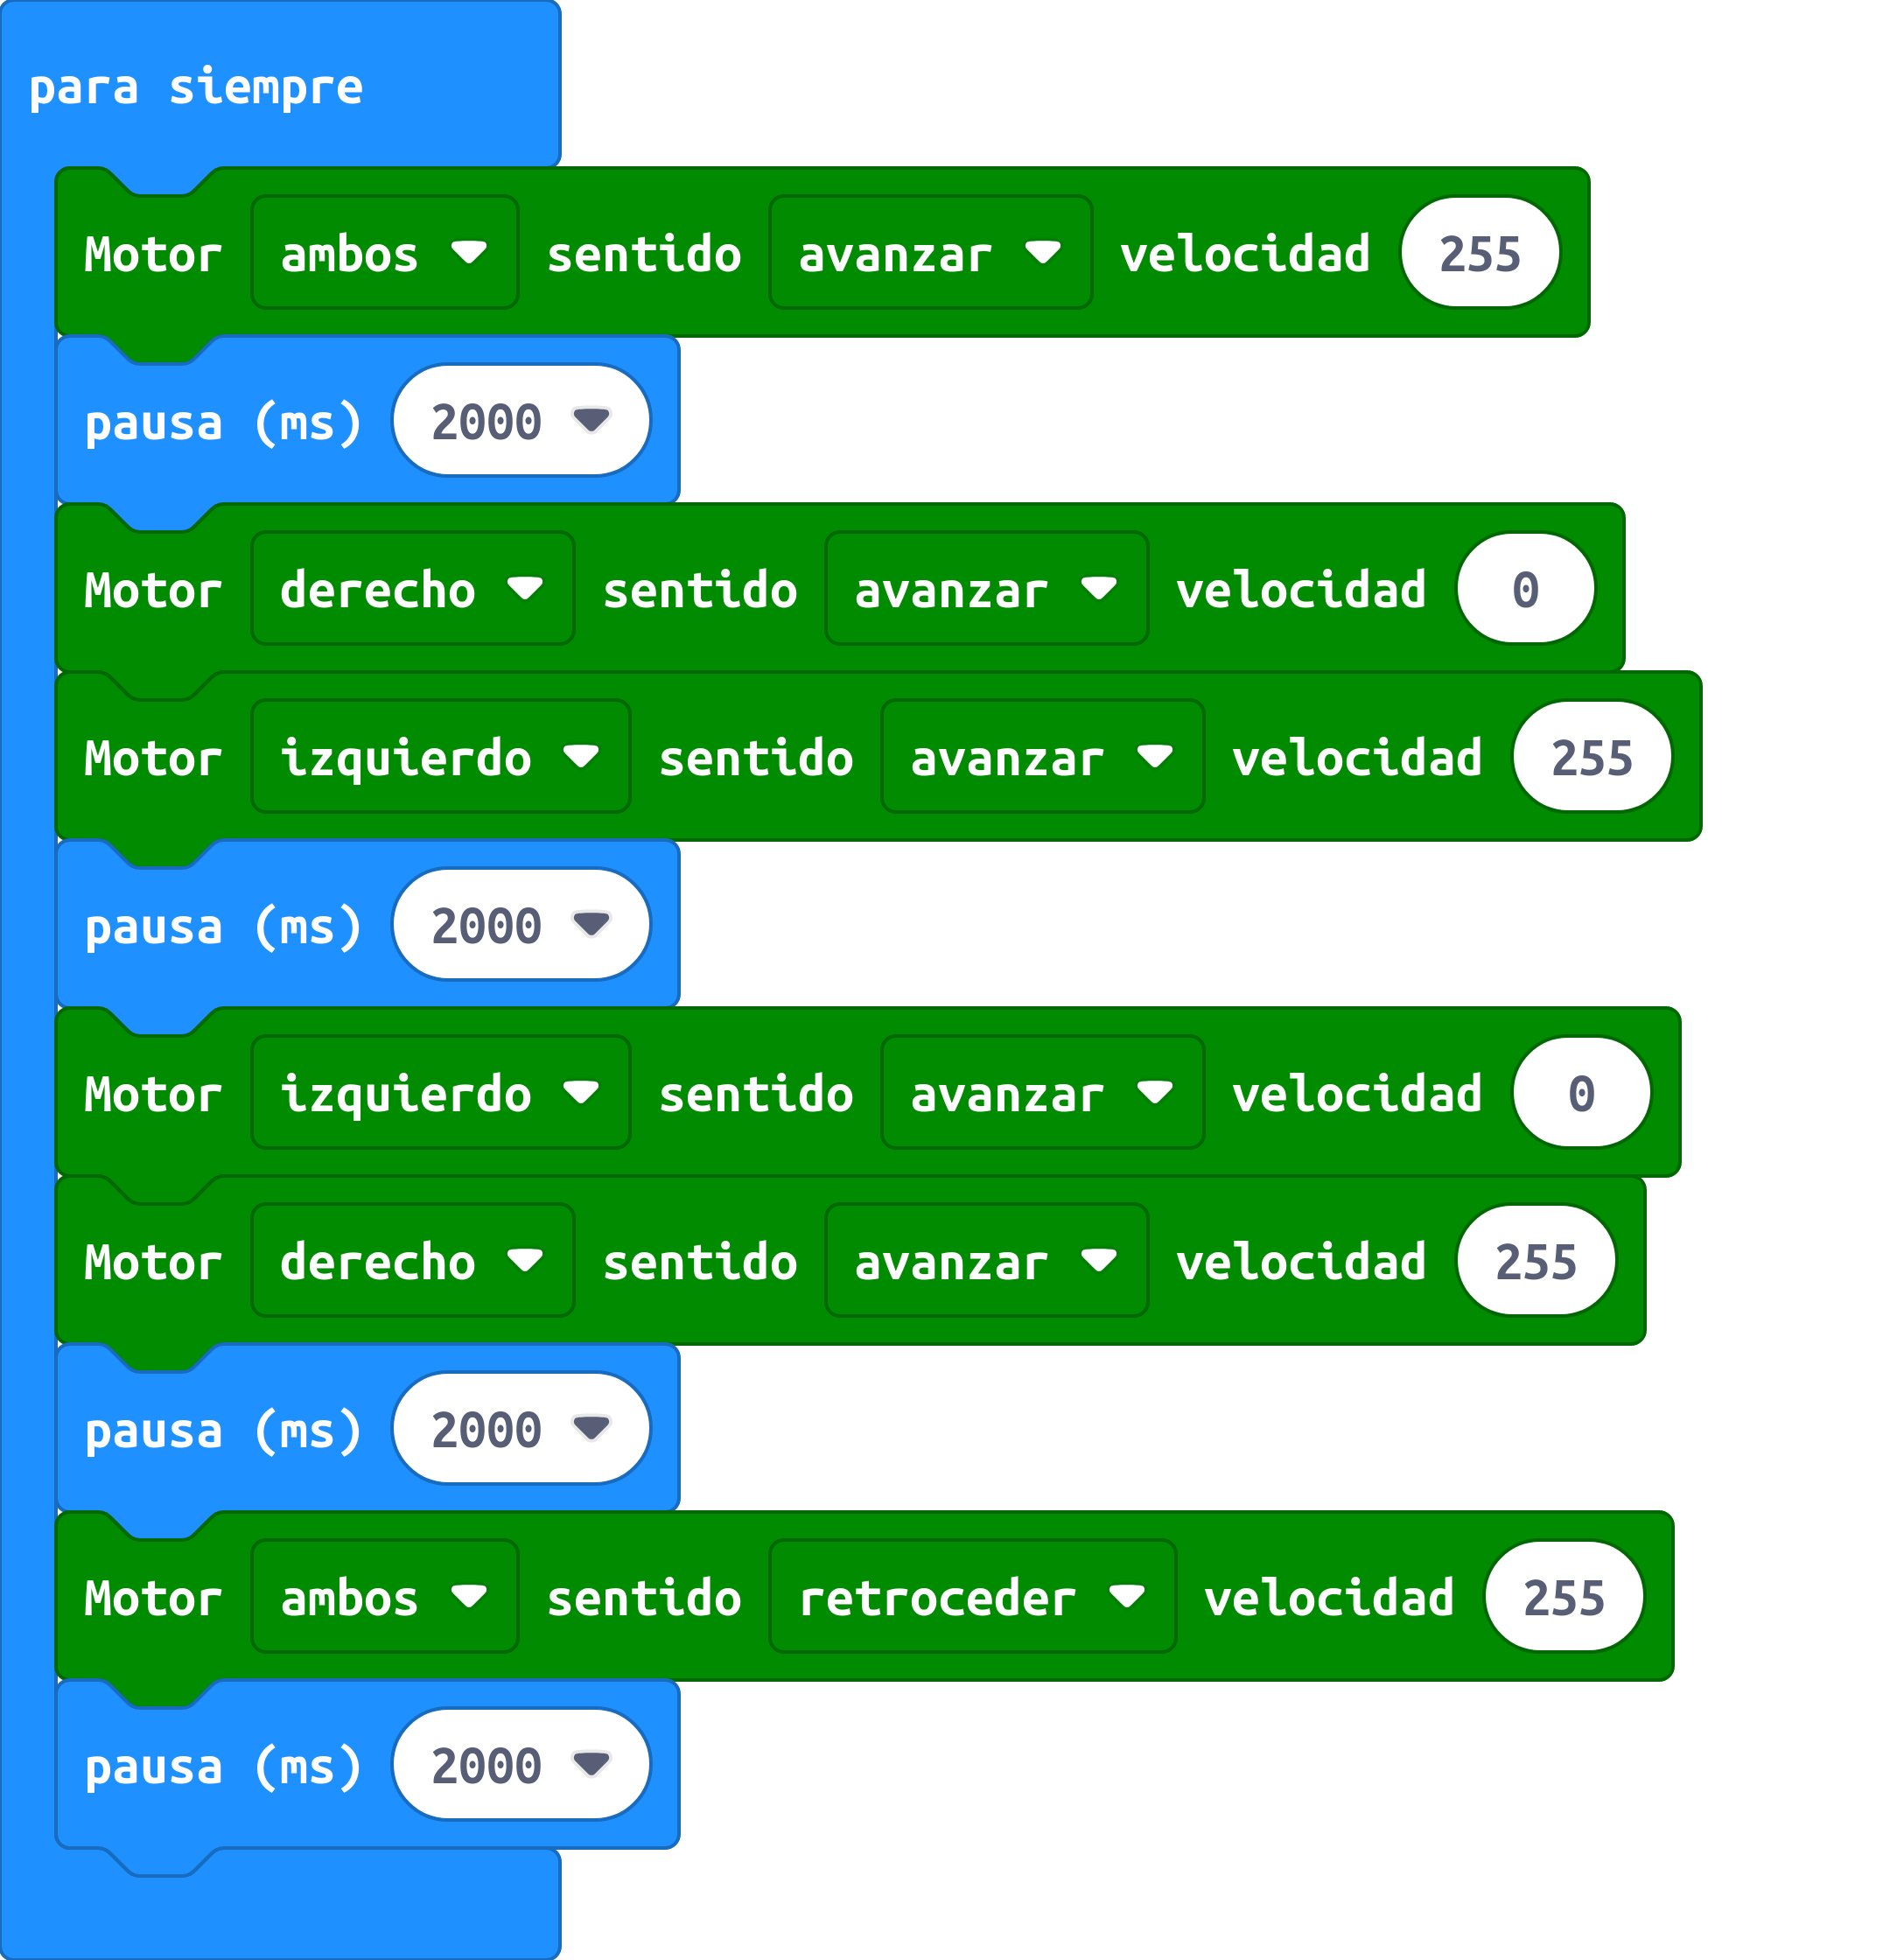 para siempre
Motor ambos sentido avanzar velocidad 255
pausa (ms) 2000
Motor derecho sentido avanzar velocidad 0
Motor izquierdo sentido avanzar velocidad 255
pausa (ms) 2000
Motor izquierdo sentido avanzar velocidad 0
Motor derecho sentido avanzar velocidad 255
pausa (ms) 2000
Motor ambos sentido retroceder velocidad 255
pausa (ms) 2000